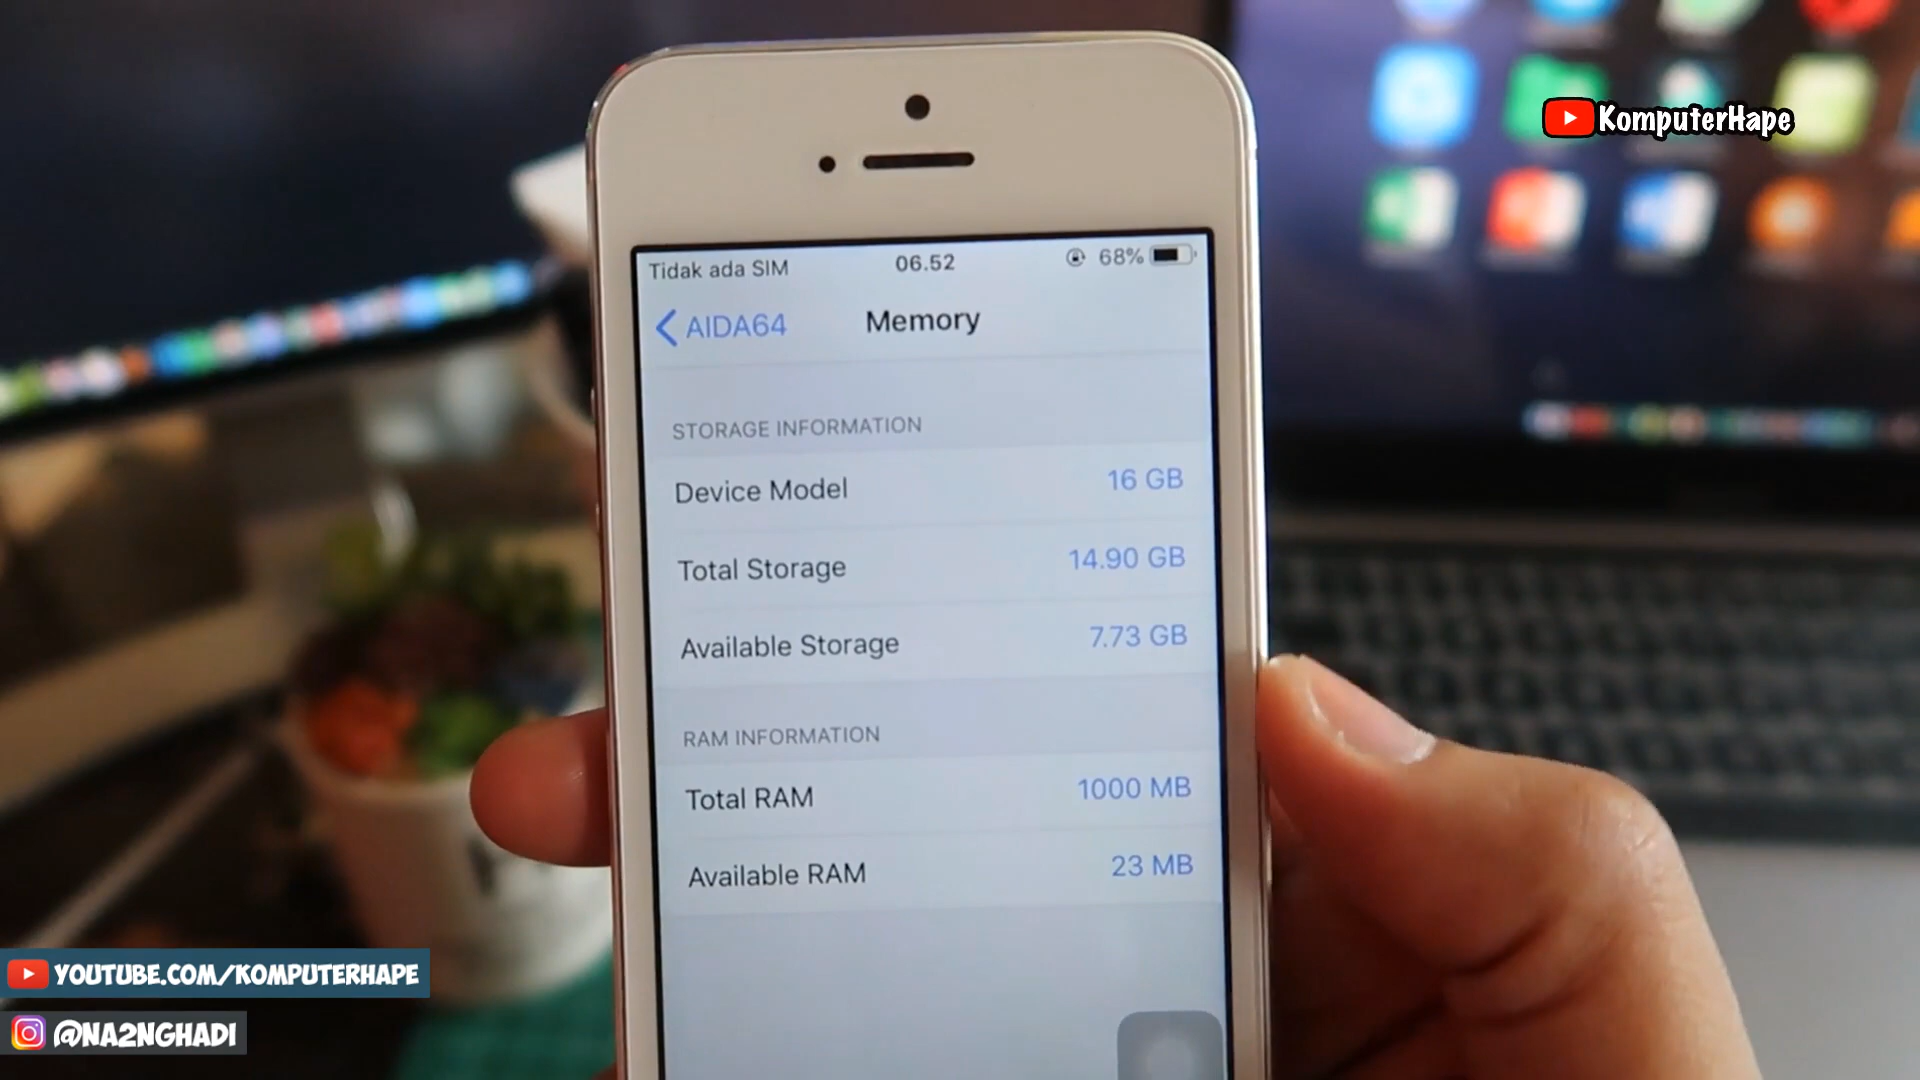 KomputerHape
Tidak ada SIM 06.52 68%
AIDA64 Memory
STORAGE INFORMATION
Device Model 16 GB
Total Storage 14.90 GB
Available Storage 7.73 GB
RAM INFORMATION
Total RAM 1000 MB
Available RAM 23 MB
YOUTUBE.COM/KOMPUTERHAPE
@NA2NGHADI